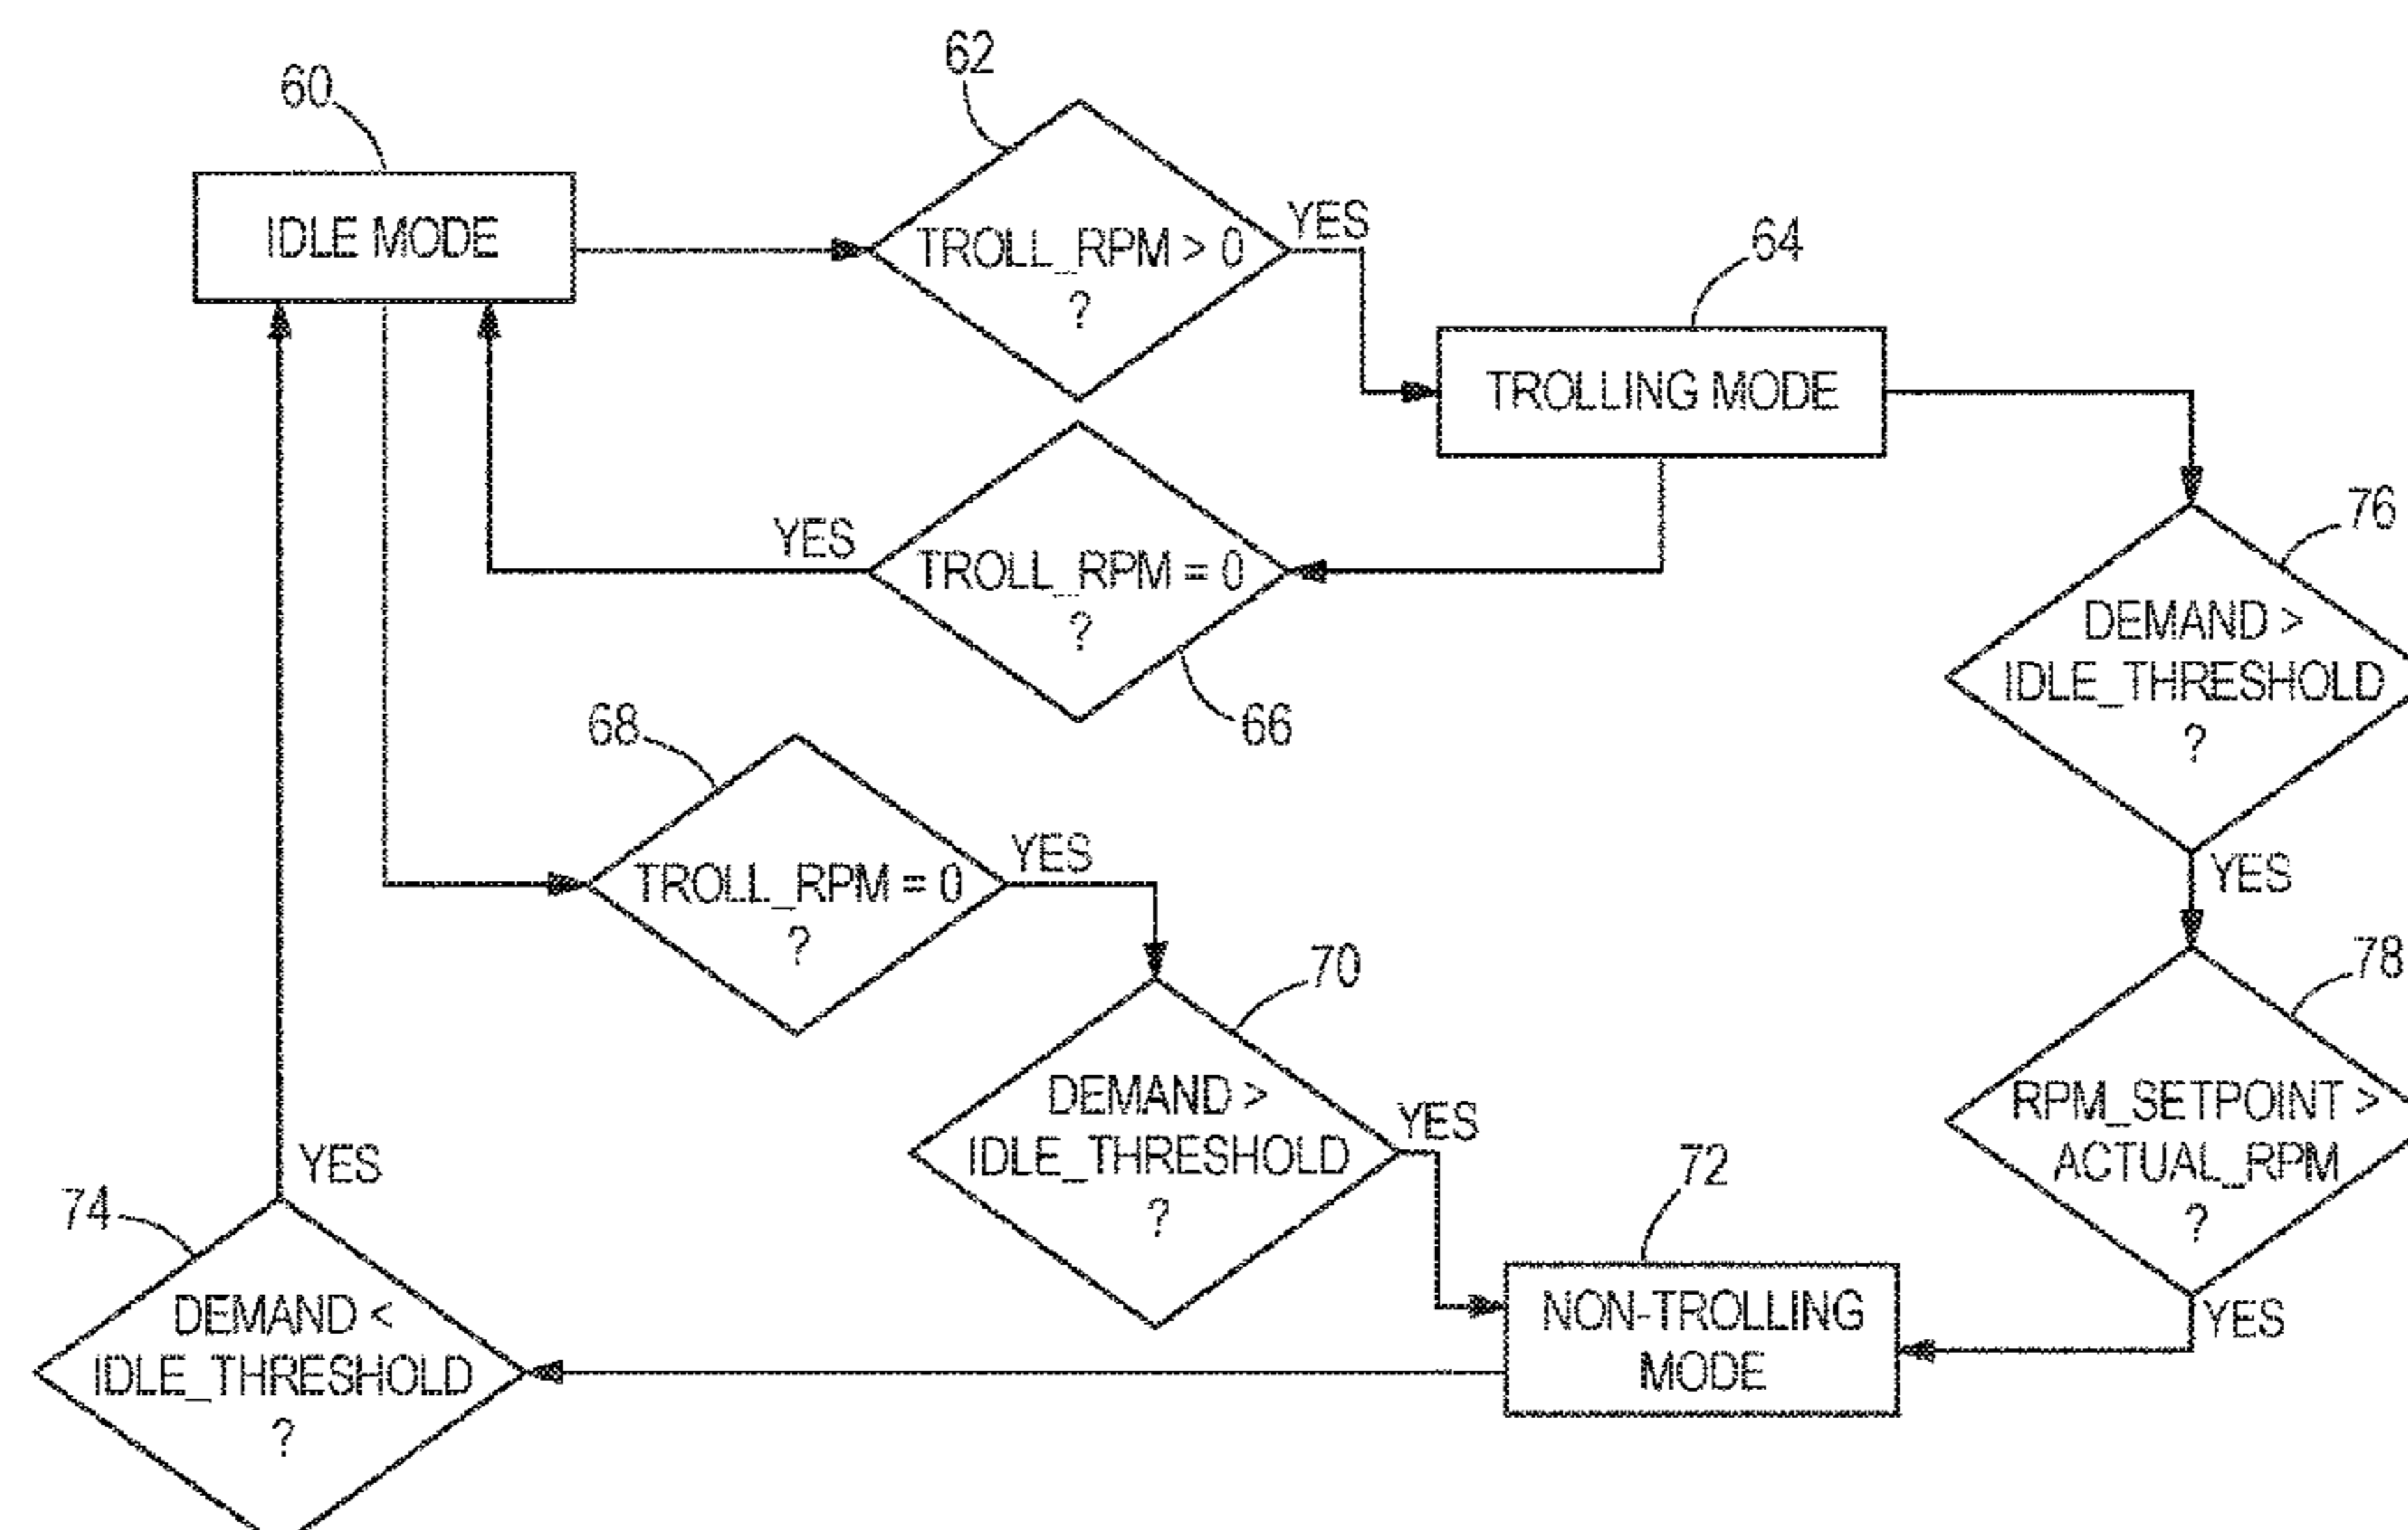 62
60
IDLE MODE
TROLL_RPM > 0
?
YES
64
TROLLING MODE
YES
TROLL_RPM = 0
?
66
76
DEMAND >
IDLE_THRESHOLD
?
YES
68
TROLL_RPM = 0
?
YES
70
DEMAND >
IDLE_THRESHOLD
?
YES
78
RPM_SETPOINT >
ACTUAL_RPM
?
YES
72
NON-TROLLING
MODE
74
YES
DEMAND <
IDLE_THRESHOLD
?